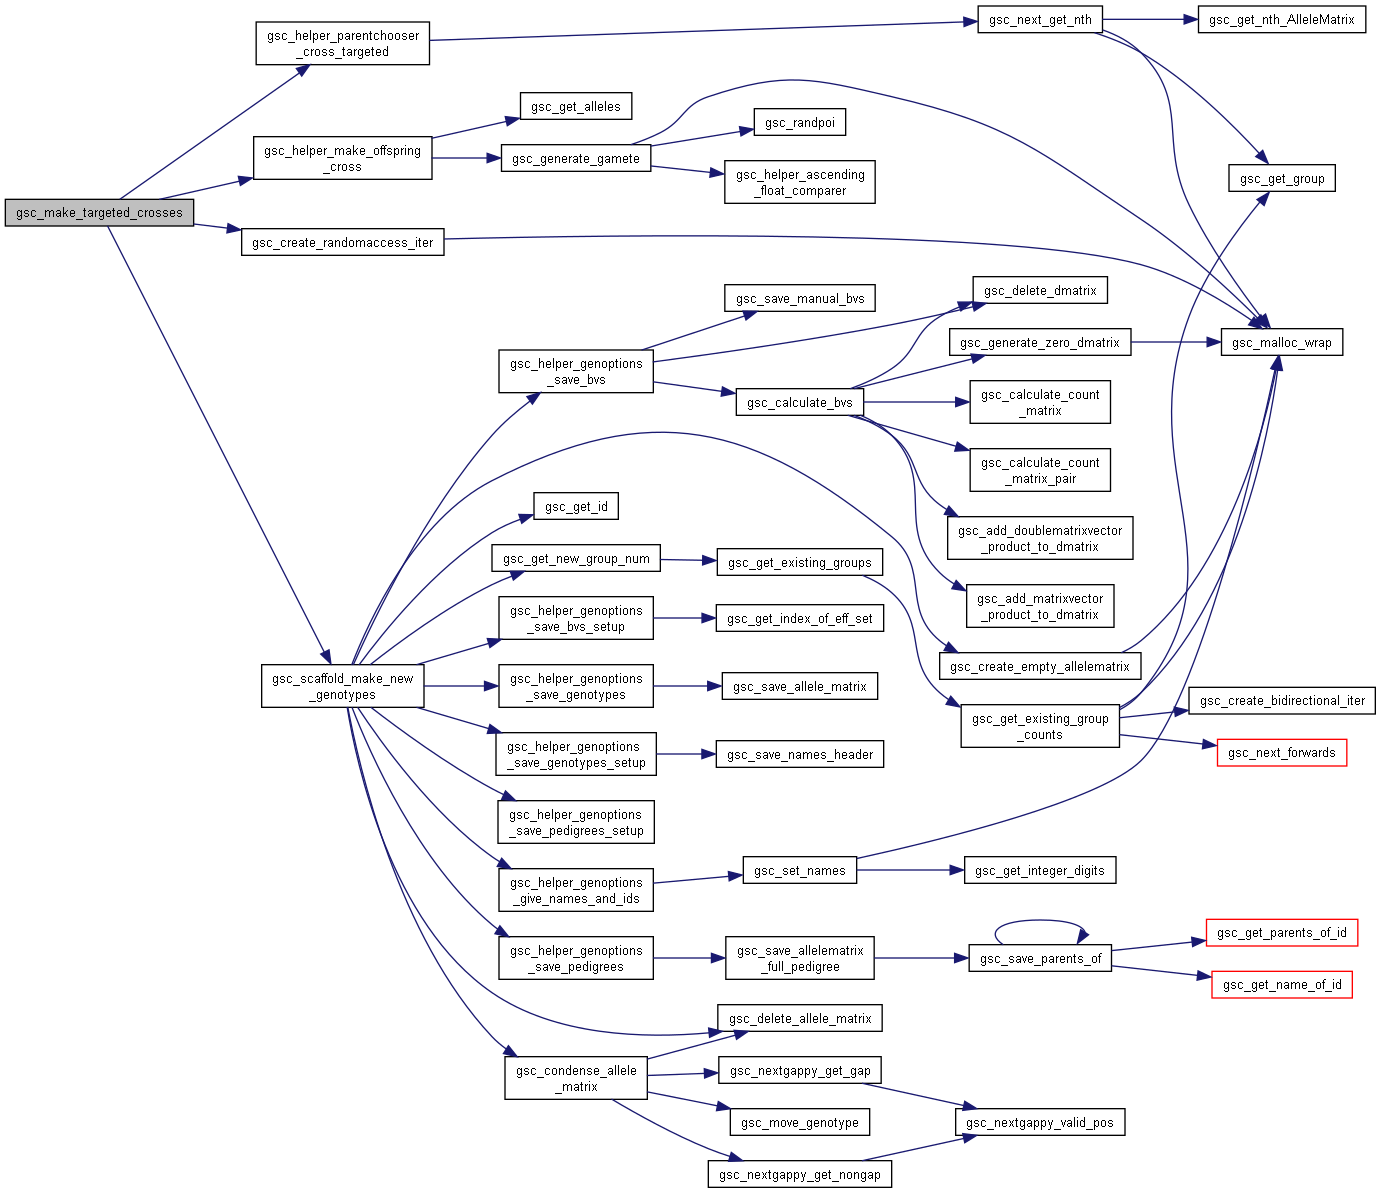 gsc_make_targeted_crosses
gsc_helper_parentchooser
_cross_targeted
gsc_next_get_nth
gsc_get_nth_AlleleMatrix
gsc_helper_make_offspring
_cross
gsc_get_alleles
gsc_generate_gamete
gsc_randpoi
gsc_helper_ascending
_float_comparer
gsc_get_group
gsc_create_randomaccess_iter
gsc_malloc_wrap
gsc_scaffold_make_new
_genotypes
gsc_helper_genoptions
_save_bvs
gsc_save_manual_bvs
gsc_delete_dmatrix
gsc_calculate_bvs
gsc_generate_zero_dmatrix
gsc_calculate_count
_matrix
gsc_calculate_count
_matrix_pair
gsc_add_doublematrixvector
_product_to_dmatrix
gsc_add_matrixvector
_product_to_dmatrix
gsc_get_id
gsc_get_new_group_num
gsc_get_existing_groups
gsc_helper_genoptions
_save_bvs_setup
gsc_get_index_of_eff_set
gsc_create_empty_allelematrix
gsc_helper_genoptions
_save_genotypes
gsc_save_allele_matrix
gsc_get_existing_group
_counts
gsc_create_bidirectional_iter
gsc_next_forwards
gsc_helper_genoptions
_save_genotypes_setup
gsc_save_names_header
gsc_helper_genoptions
_save_pedigrees_setup
gsc_helper_genoptions
_give_names_and_ids
gsc_set_names
gsc_get_integer_digits
gsc_helper_genoptions
_save_pedigrees
gsc_save_allelematrix
_full_pedigree
gsc_save_parents_of
gsc_get_parents_of_id
gsc_get_name_of_id
gsc_delete_allele_matrix
gsc_condense_allele
_matrix
gsc_nextgappy_get_gap
gsc_move_genotype
gsc_nextgappy_valid_pos
gsc_nextgappy_get_nongap